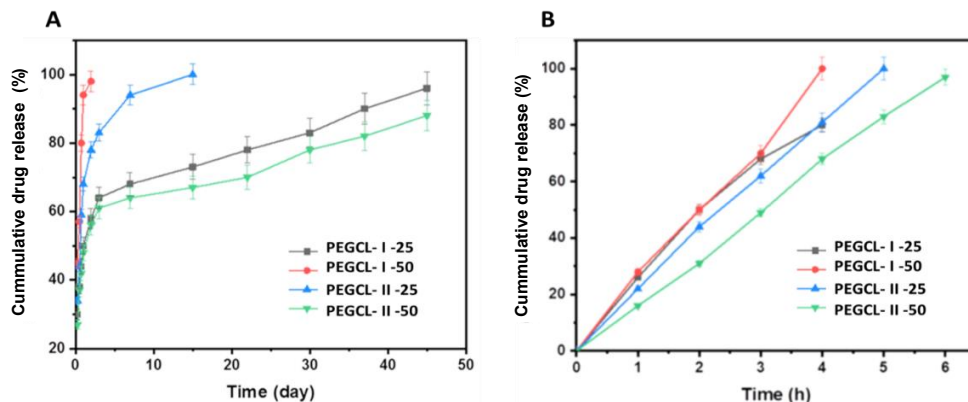 A
Cummulative drug release (%)
100
80
60
40
20
0
10
20
30
40
50
Time (day)
PEGCL- I -25
PEGCL- I -50
PEGCL- II -25
PEGCL- II -50
B
Cummulative drug release (%)
100
80
60
40
20
0
0
1
2
3
4
5
6
Time (h)
PEGCL- I -25
PEGCL- I -50
PEGCL- II -25
PEGCL- II -50